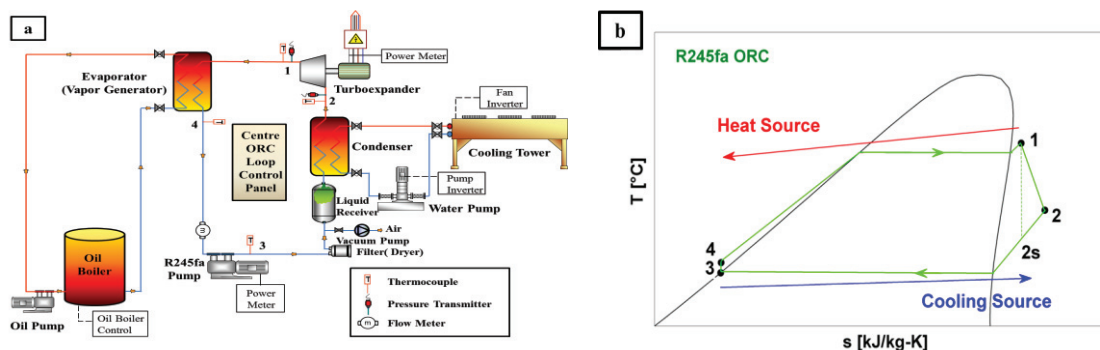 a
Evaporator
(Vapor Generator)
4
T
T
1
2
Power Meter
Turboexpander
Fan
Inverter
Centre
ORC
Loop
Control
Panel
Condenser
Cooling Tower
Pump
Inverter
Liquid
Receiver
Water Pump
Air
Vacuum Pump
Filter( Dryer)
m
T
3
R245fa
Pump
Power
Meter
Oil
Boiler
Oil Pump
Oil Boiler
Control
T Thermocouple
Pressure Transmitter
m Flow Meter
b
R245fa ORC
Heat Source
1
2
2s
4
3
Cooling Source
T [°C]
s [kJ/kg-K]